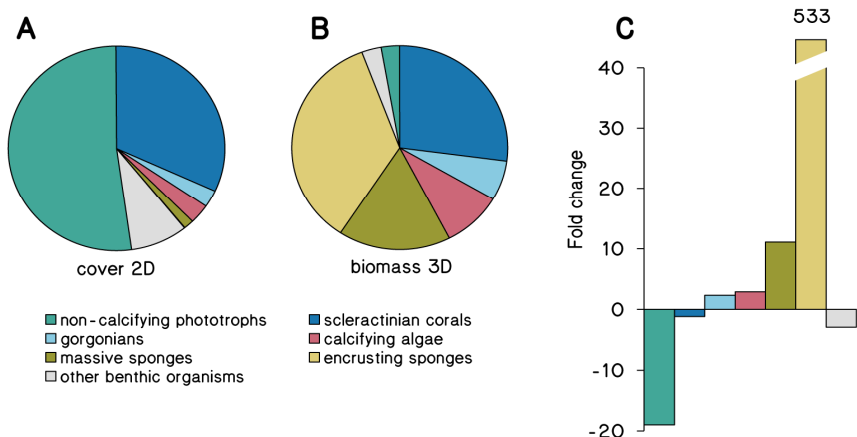 A
B
C
533
cover 2D
biomass 3D
non-calcifying phototrophs
gorgonians
massive sponges
other benthic organisms
scleractinian corals
calcifying algae
encrusting sponges
Fold change
40
30
20
10
0
-10
-20